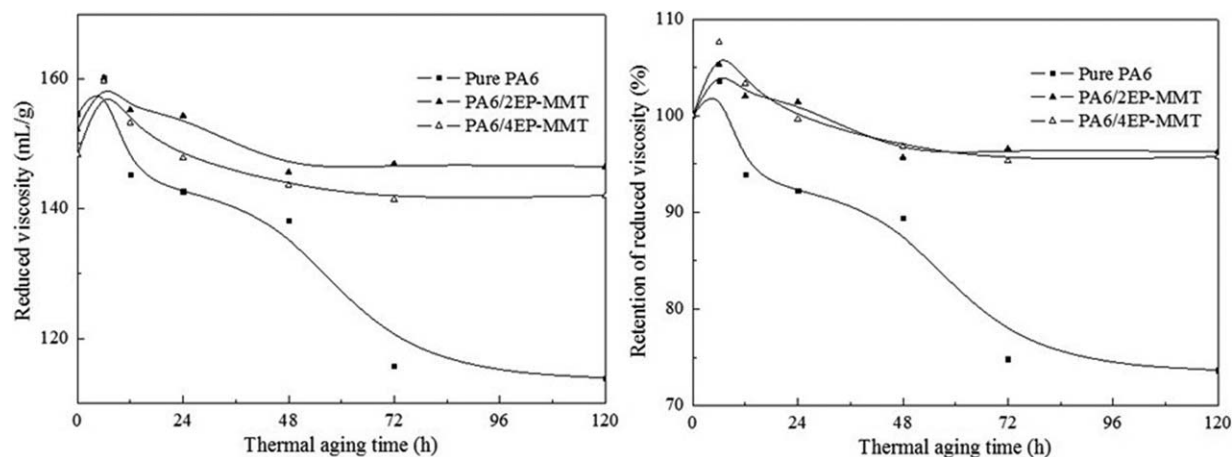 Reduced viscosity (mL/g)
160
140
120
0
24
48
72
96
120
Thermal aging time (h)
Pure PA6
PA6/2EP-MMT
PA6/4EP-MMT
Retention of reduced viscosity (%)
110
100
90
80
70
0
24
48
72
96
120
Thermal aging time (h)
Pure PA6
PA6/2EP-MMT
PA6/4EP-MMT